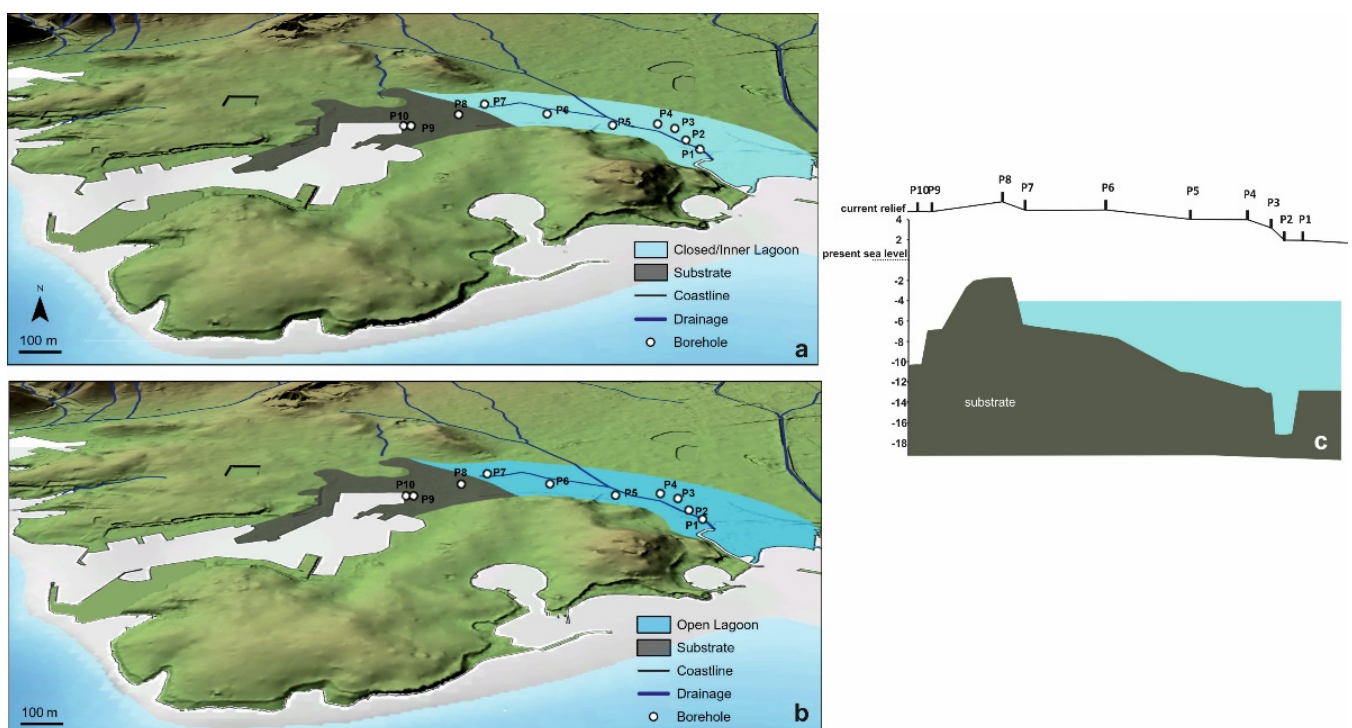 P10
P9
P8
P7
P6
P5
P4
P3
P2
P1
Closed/Inner Lagoon
Substrate
Coastline
Drainage
Borehole
N
100 m
a
P10
P9
P8
P7
P6
P5
P4
P3
P2
P1
Open Lagoon
Substrate
Coastline
Drainage
Borehole
100 m
b
P10 P9 P8 P7 P6 P5 P4 P3 P2 P1
current relief
4
2
present sea level
-2
-4
-6
-8
-10
-12
-14
-16
-18
substrate
c